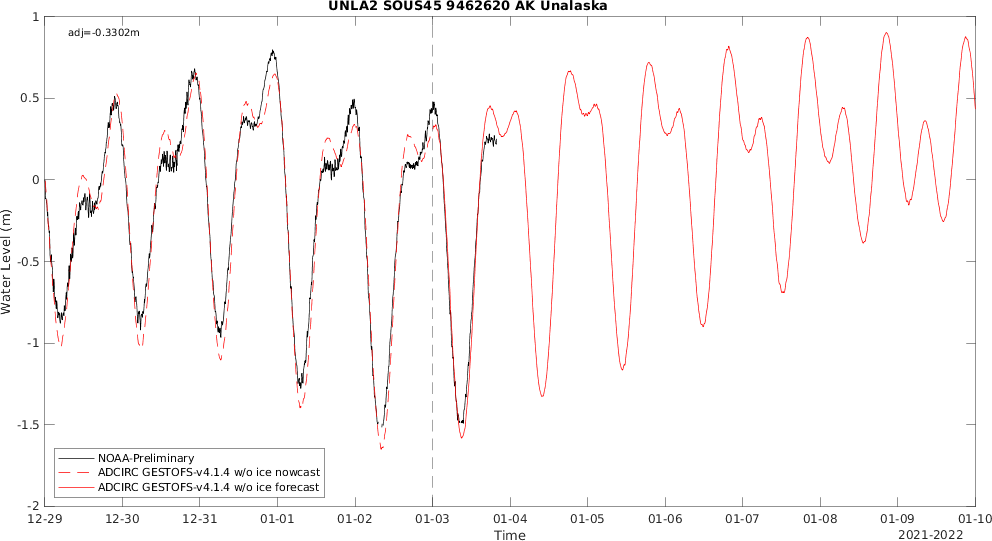 UNLA2 SOUS45 9462620 AK Unalaska
adj=-0.3302m
1
0.5
0
-0.5
-1
-1.5
-2
Water Level (m)
NOAA-Preliminary
ADCIRC GESTOFS-v4.1.4 w/o ice nowcast
ADCIRC GESTOFS-v4.1.4 w/o ice forecast
12-29 12-30 12-31 01-01 01-02 01-03 01-04 01-05 01-06 01-07 01-08 01-09 01-10
Time
2021-2022